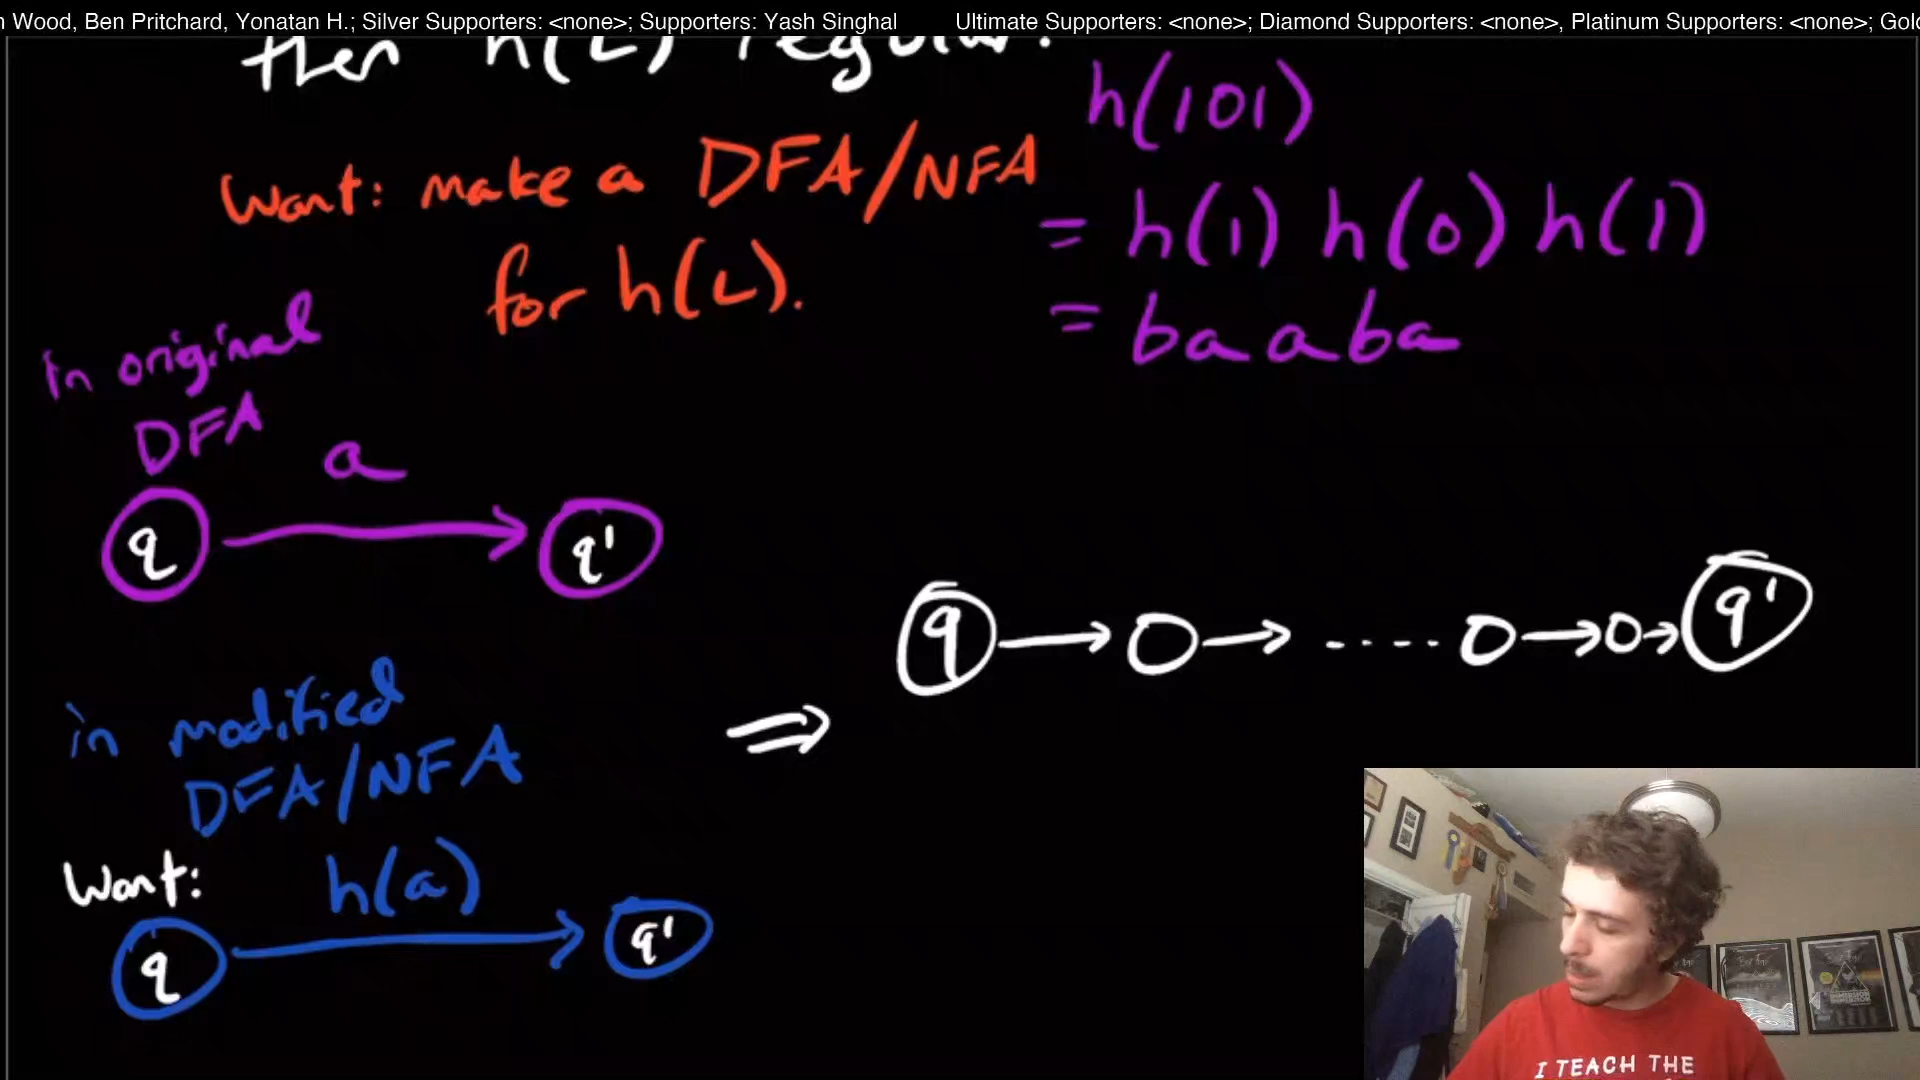 n Wood, Ben Pritchard, Yonatan H.; Silver Supporters: <none>; Supporters: Yash Singhal Ultimate Supporters: <none>; Diamond Supporters: <none>, Platinum Supporters: <none>; Gol
then h(L) regular.
Want: make a DFA/NFA
for h(L).
h(101)
= h(1) h(0) h(1)
= baaba
in original
DFA
a
q
q'
q
q'
in modified
DFA/NFA
⇒
Want:
h(a)
q
q'
I TEACH THE